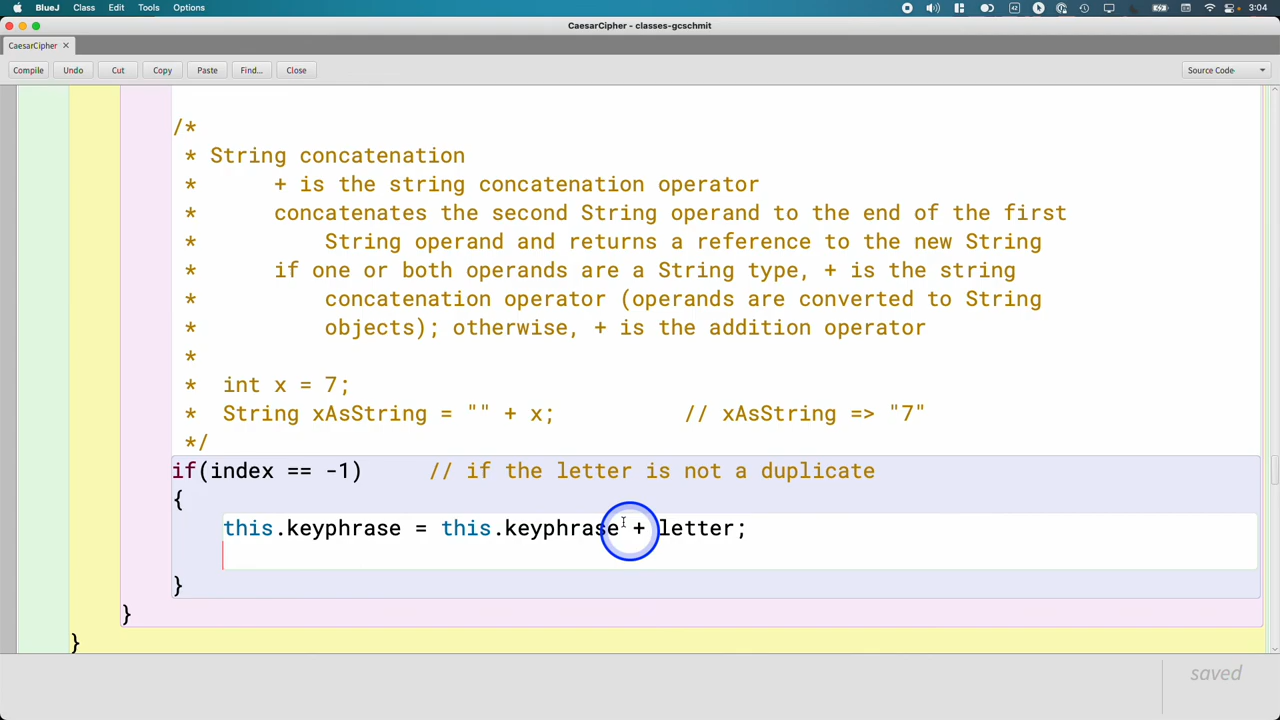 BlueJ Class Edit Tools Options 3:04
CaesarCipher - classes-gcschmit
CaesarCipher ×
Compile Undo Cut Copy Paste Find... Close Source Code
/*
* String concatenation
* + is the string concatenation operator
* concatenates the second String operand to the end of the first
* String operand and returns a reference to the new String
* if one or both operands are a String type, + is the string
* concatenation operator (operands are converted to String
* objects); otherwise, + is the addition operator
*
* int x = 7;
* String xAsString = "" + x; // xAsString => "7"
*/
if(index == -1) // if the letter is not a duplicate
{
this.keyphrase = this.keyphrase + letter;
}
}
}
saved